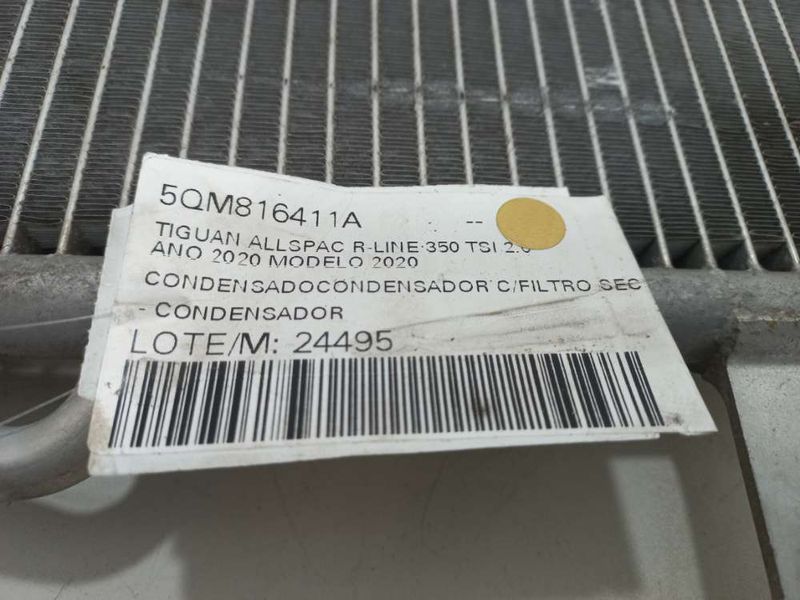 5QM816411A --
TIGUAN ALLSPAC R-LINE 350 TSI 2.0
ANO 2020 MODELO 2020
CONDENSADOCONDENSADOR C/FILTRO SEC
- CONDENSADOR
LOTE/M: 24495